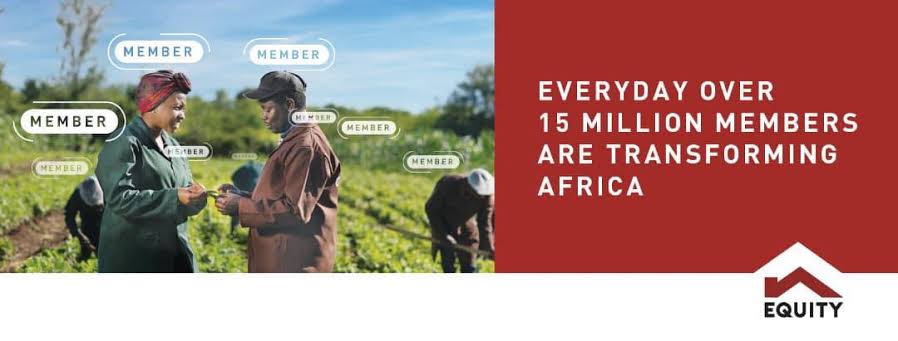 MEMBER
MEMBER
MEMBER
MEMBER
MEMBER
MEMBER
MEMBER
MEMBER
EVERYDAY OVER
15 MILLION MEMBERS
ARE TRANSFORMING
AFRICA
EQUITY